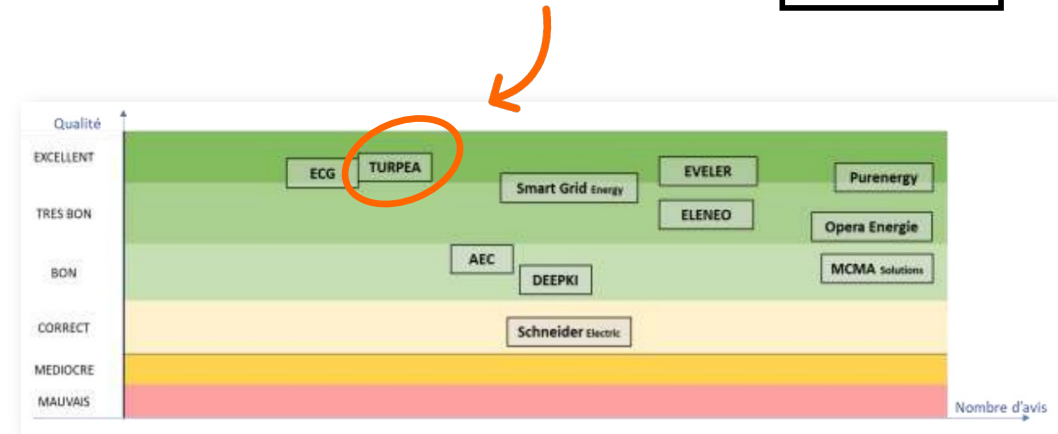 Qualité
EXCELLENT
ECG
TURPEA
EVELER
Purenergy
Smart Grid Energy
TRES BON
ELENEO
Opera Energie
BON
AEC
DEEPKI
MCMA Solutions
CORRECT
Schneider Electric
MEDIOCRE
MAUVAIS
Nombre d'avis